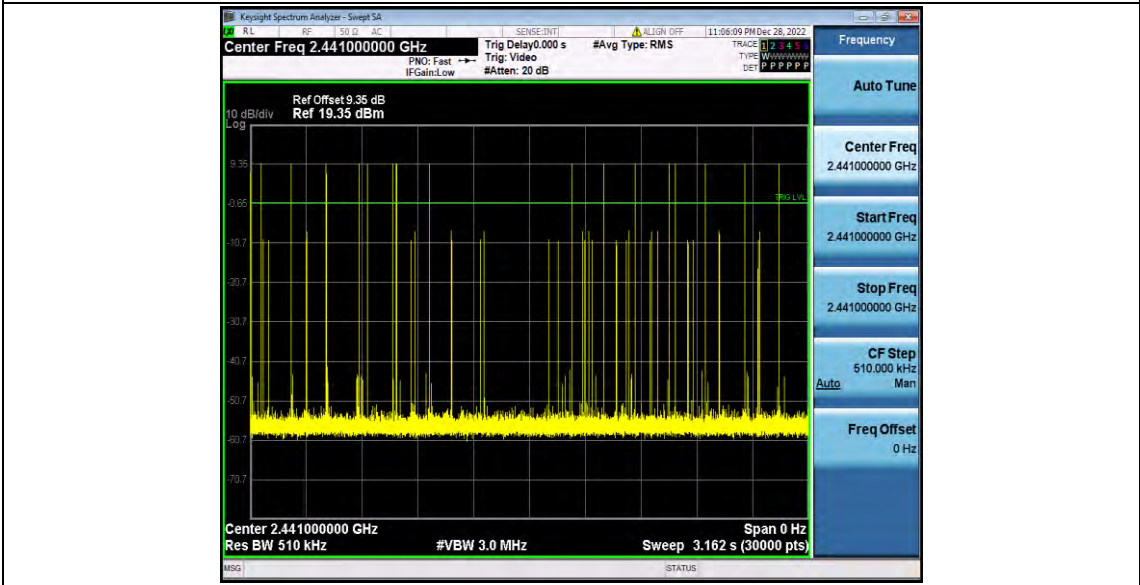 Keysight Spectrum Analyzer - Swept SA
RL RF 50 Ω AC SENSE:INT ALIGN OFF 11:06:09 PM Dec 28, 2022
Center Freq 2.441000000 GHz
Trig Delay0.000 s #Avg Type: RMS
TRACE 1 2 3 4 5 6
PNO: Fast Trig: Video
TYPE WWWWWW
IFGain:Low #Atten: 20 dB
DET P P P P P P
Ref Offset 9.35 dB
10 dB/div Ref 19.35 dBm
Log
9.35
TRIG LVL
-0.65
-10.7
-20.7
-30.7
-40.7
-50.7
-60.7
-70.7
Center 2.441000000 GHz Span 0 Hz
Res BW 510 kHz #VBW 3.0 MHz Sweep 3.162 s (30000 pts)
MSG STATUS
Frequency
Auto Tune
Center Freq
2.441000000 GHz
Start Freq
2.441000000 GHz
Stop Freq
2.441000000 GHz
CF Step
510.000 kHz
Auto Man
Freq Offset
0 Hz